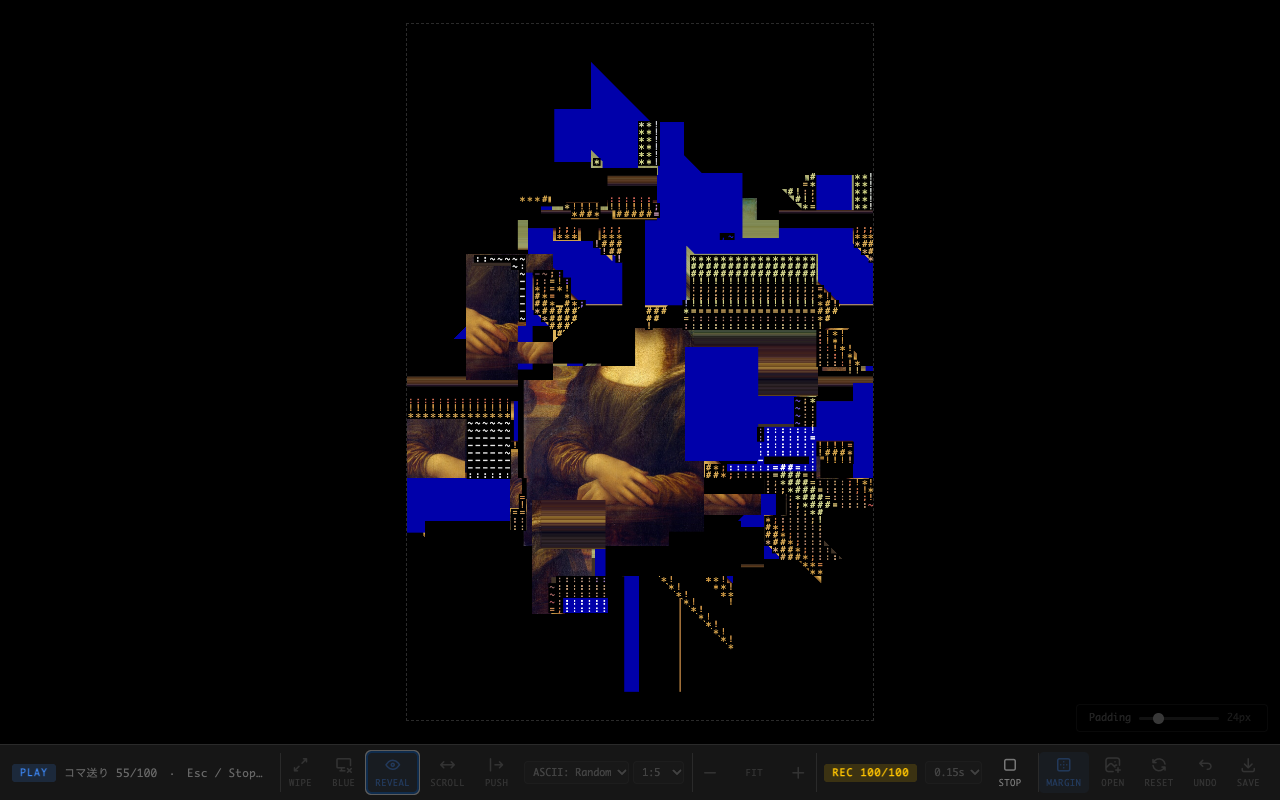 Padding 24px
PLAY コマ送り 55/100 · Esc / Stop…
WIPE BLUE REVEAL SCROLL PUSH
ASCII: Random 1:5
FIT
REC 100/100 0.15s
STOP MARGIN OPEN RESET UNDO SAVE